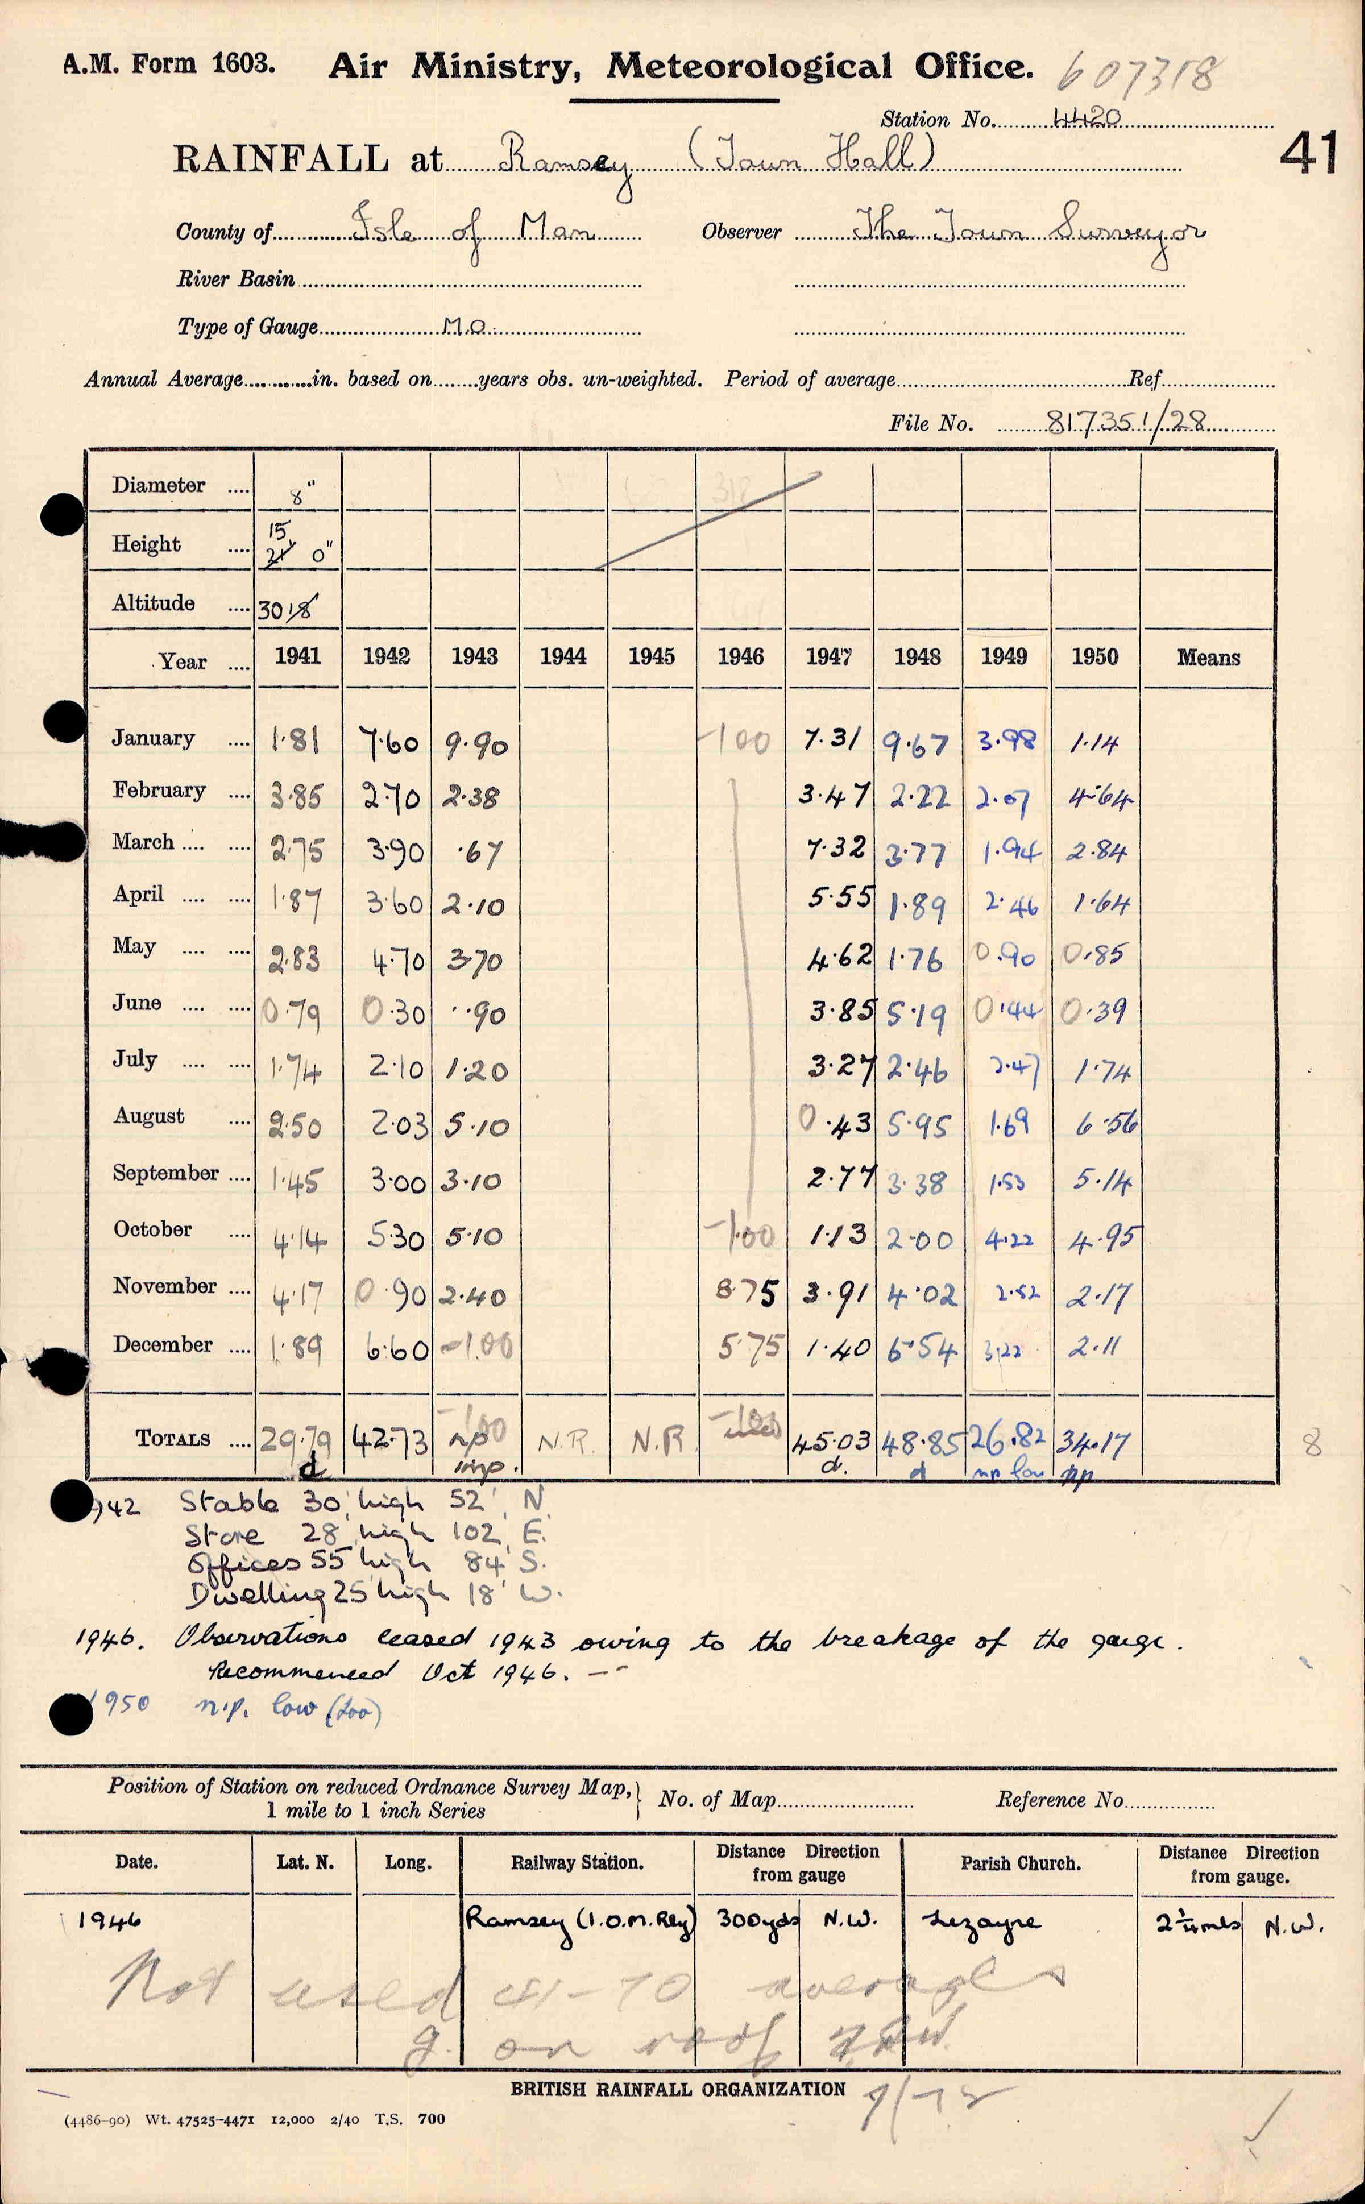 A.M. Form 1603. Air Ministry, Meteorological Office. 607318
Station No. 4420
41
RAINFALL at Ramsey (Town Hall)
County of Isle of Man Observer The Town Surveyor
River Basin
Type of Gauge M.O.
Annual Average in. based on years obs. un-weighted. Period of average Ref.
File No. 817351/28
Diameter 8"
Height 15 21' 0"
Altitude 30 18
Year 1941 1942 1943 1944 1945 1946 1947 1948 1949 1950 Means
January 1.81 7.60 9.90 -100 7.31 9.67 3.98 1.14
February 3.85 2.70 2.38 3.47 2.22 2.07 4.64
March 2.75 3.90 .67 7.32 3.77 1.94 2.84
April 1.87 3.60 2.10 5.55 1.89 2.46 1.64
May 2.83 4.70 3.70 4.62 1.76 0.90 0.85
June 0.79 0.30 .90 3.85 5.19 0.44 0.39
July 1.74 2.10 1.20 3.27 2.46 2.47 1.74
August 2.50 2.03 5.10 0.43 5.95 1.69 6.56
September 1.45 3.00 3.10 2.77 3.38 1.53 5.14
October 4.14 5.30 5.10 -1.00 1.13 2.00 4.22 4.95
November 4.17 0.90 2.40 8.75 3.91 4.02 2.52 2.17
December 1.89 6.60 -1.00 5.75 1.40 6.54 3.22 2.11
TOTALS 29.79 42.73 -100 N.R. N.R. -100 45.03 48.85 26.82 34.17 8
d np imp. d. d np low np
1942 Stable 30' high 52' N
Store 28' high 102' E.
Offices 55' high 84' S.
Dwelling 25' high 18' W.
1946. Observations ceased 1943 owing to the breakage of the gauge.
Recommenced Oct 1946. --
1950 n.p. low (too)
Position of Station on reduced Ordnance Survey Map, 1 mile to 1 inch Series } No. of Map Reference No.
Date. Lat. N. Long. Railway Station. Distance Direction from gauge Parish Church. Distance Direction from gauge.
1946 Ramsey (I.O.M. Rly) 300yds N.W. Lezayre 2¼mls N.W.
Not used 41-70 averages
g. on roof
BRITISH RAINFALL ORGANIZATION 9/72
(4486-90) Wt. 47525-4471 12,000 2/40 T.S. 700